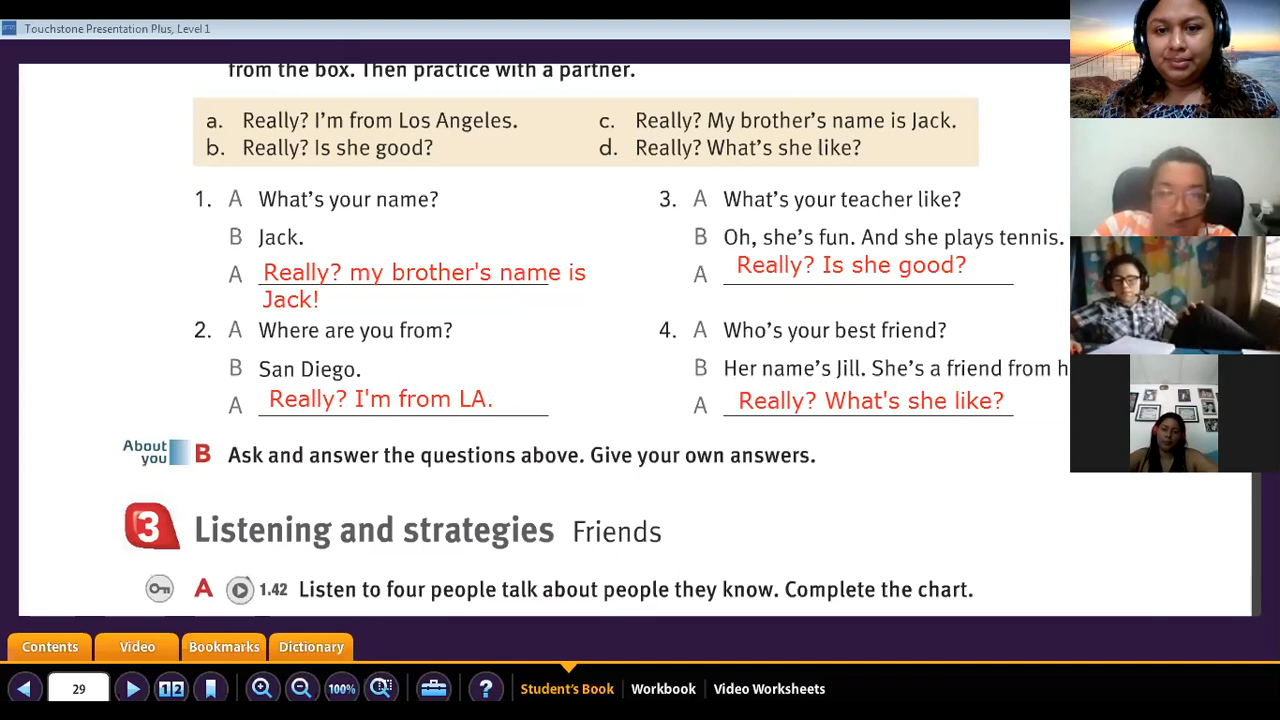 Touchstone Presentation Plus, Level 1
from the box. Then practice with a partner.
a. Really? I'm from Los Angeles.
b. Really? Is she good?
c. Really? My brother's name is Jack.
d. Really? What's she like?
1. A What's your name?
B Jack.
A Really? my brother's name is
Jack!
2. A Where are you from?
B San Diego.
A Really? I'm from LA.
3. A What's your teacher like?
B Oh, she's fun. And she plays tennis.
A Really? Is she good?
4. A Who's your best friend?
B Her name's Jill. She's a friend from h
A Really? What's she like?
About you B Ask and answer the questions above. Give your own answers.
3 Listening and strategies Friends
A 1.42 Listen to four people talk about people they know. Complete the chart.
Contents Video Bookmarks Dictionary
29 1 2 100% ? Student's Book Workbook Video Worksheets